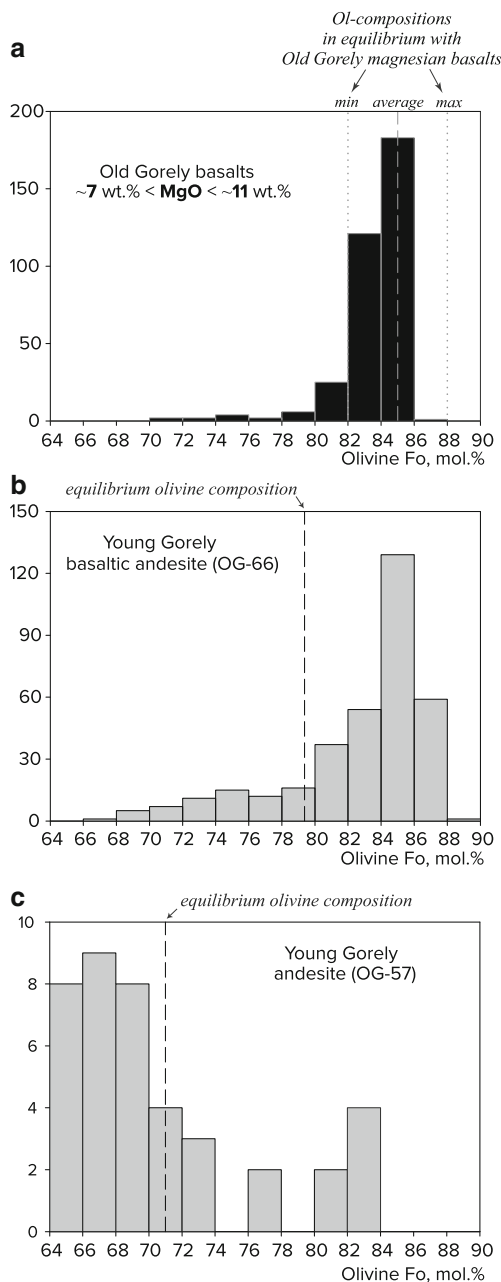 a
Ol-compositions
in equilibrium with
Old Gorely magnesian basalts
min average max
200
150
100
50
0
Old Gorely basalts
~7 wt.% < MgO < ~11 wt.%
64 66 68 70 72 74 76 78 80 82 84 86 88 90
Olivine Fo, mol.%
b
equilibrium olivine composition
150
120
90
60
30
0
Young Gorely
basaltic andesite (OG-66)
64 66 68 70 72 74 76 78 80 82 84 86 88 90
Olivine Fo, mol.%
c
equilibrium olivine composition
10
8
6
4
2
0
Young Gorely
andesite (OG-57)
64 66 68 70 72 74 76 78 80 82 84 86 88 90
Olivine Fo, mol.%